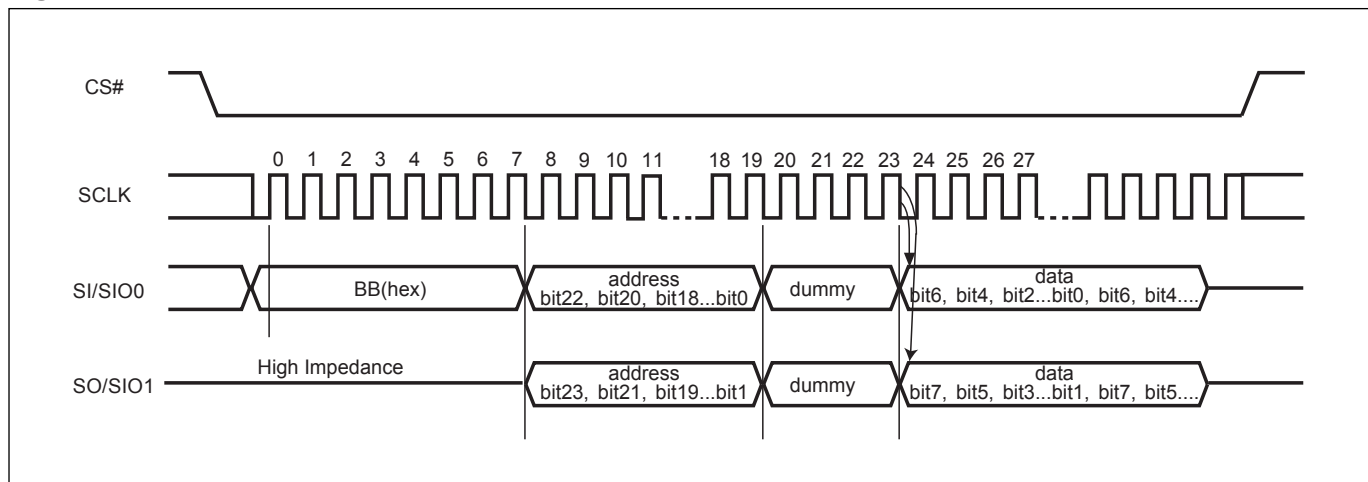 CS#
0 1 2 3 4 5 6 7 8 9 10 11 18 19 20 21 22 23 24 25 26 27
SCLK
SI/SIO0
BB(hex)
address
bit22, bit20, bit18...bit0
dummy
data
bit6, bit4, bit2...bit0, bit6, bit4....
High Impedance
SO/SIO1
address
bit23, bit21, bit19...bit1
dummy
data
bit7, bit5, bit3...bit1, bit7, bit5....